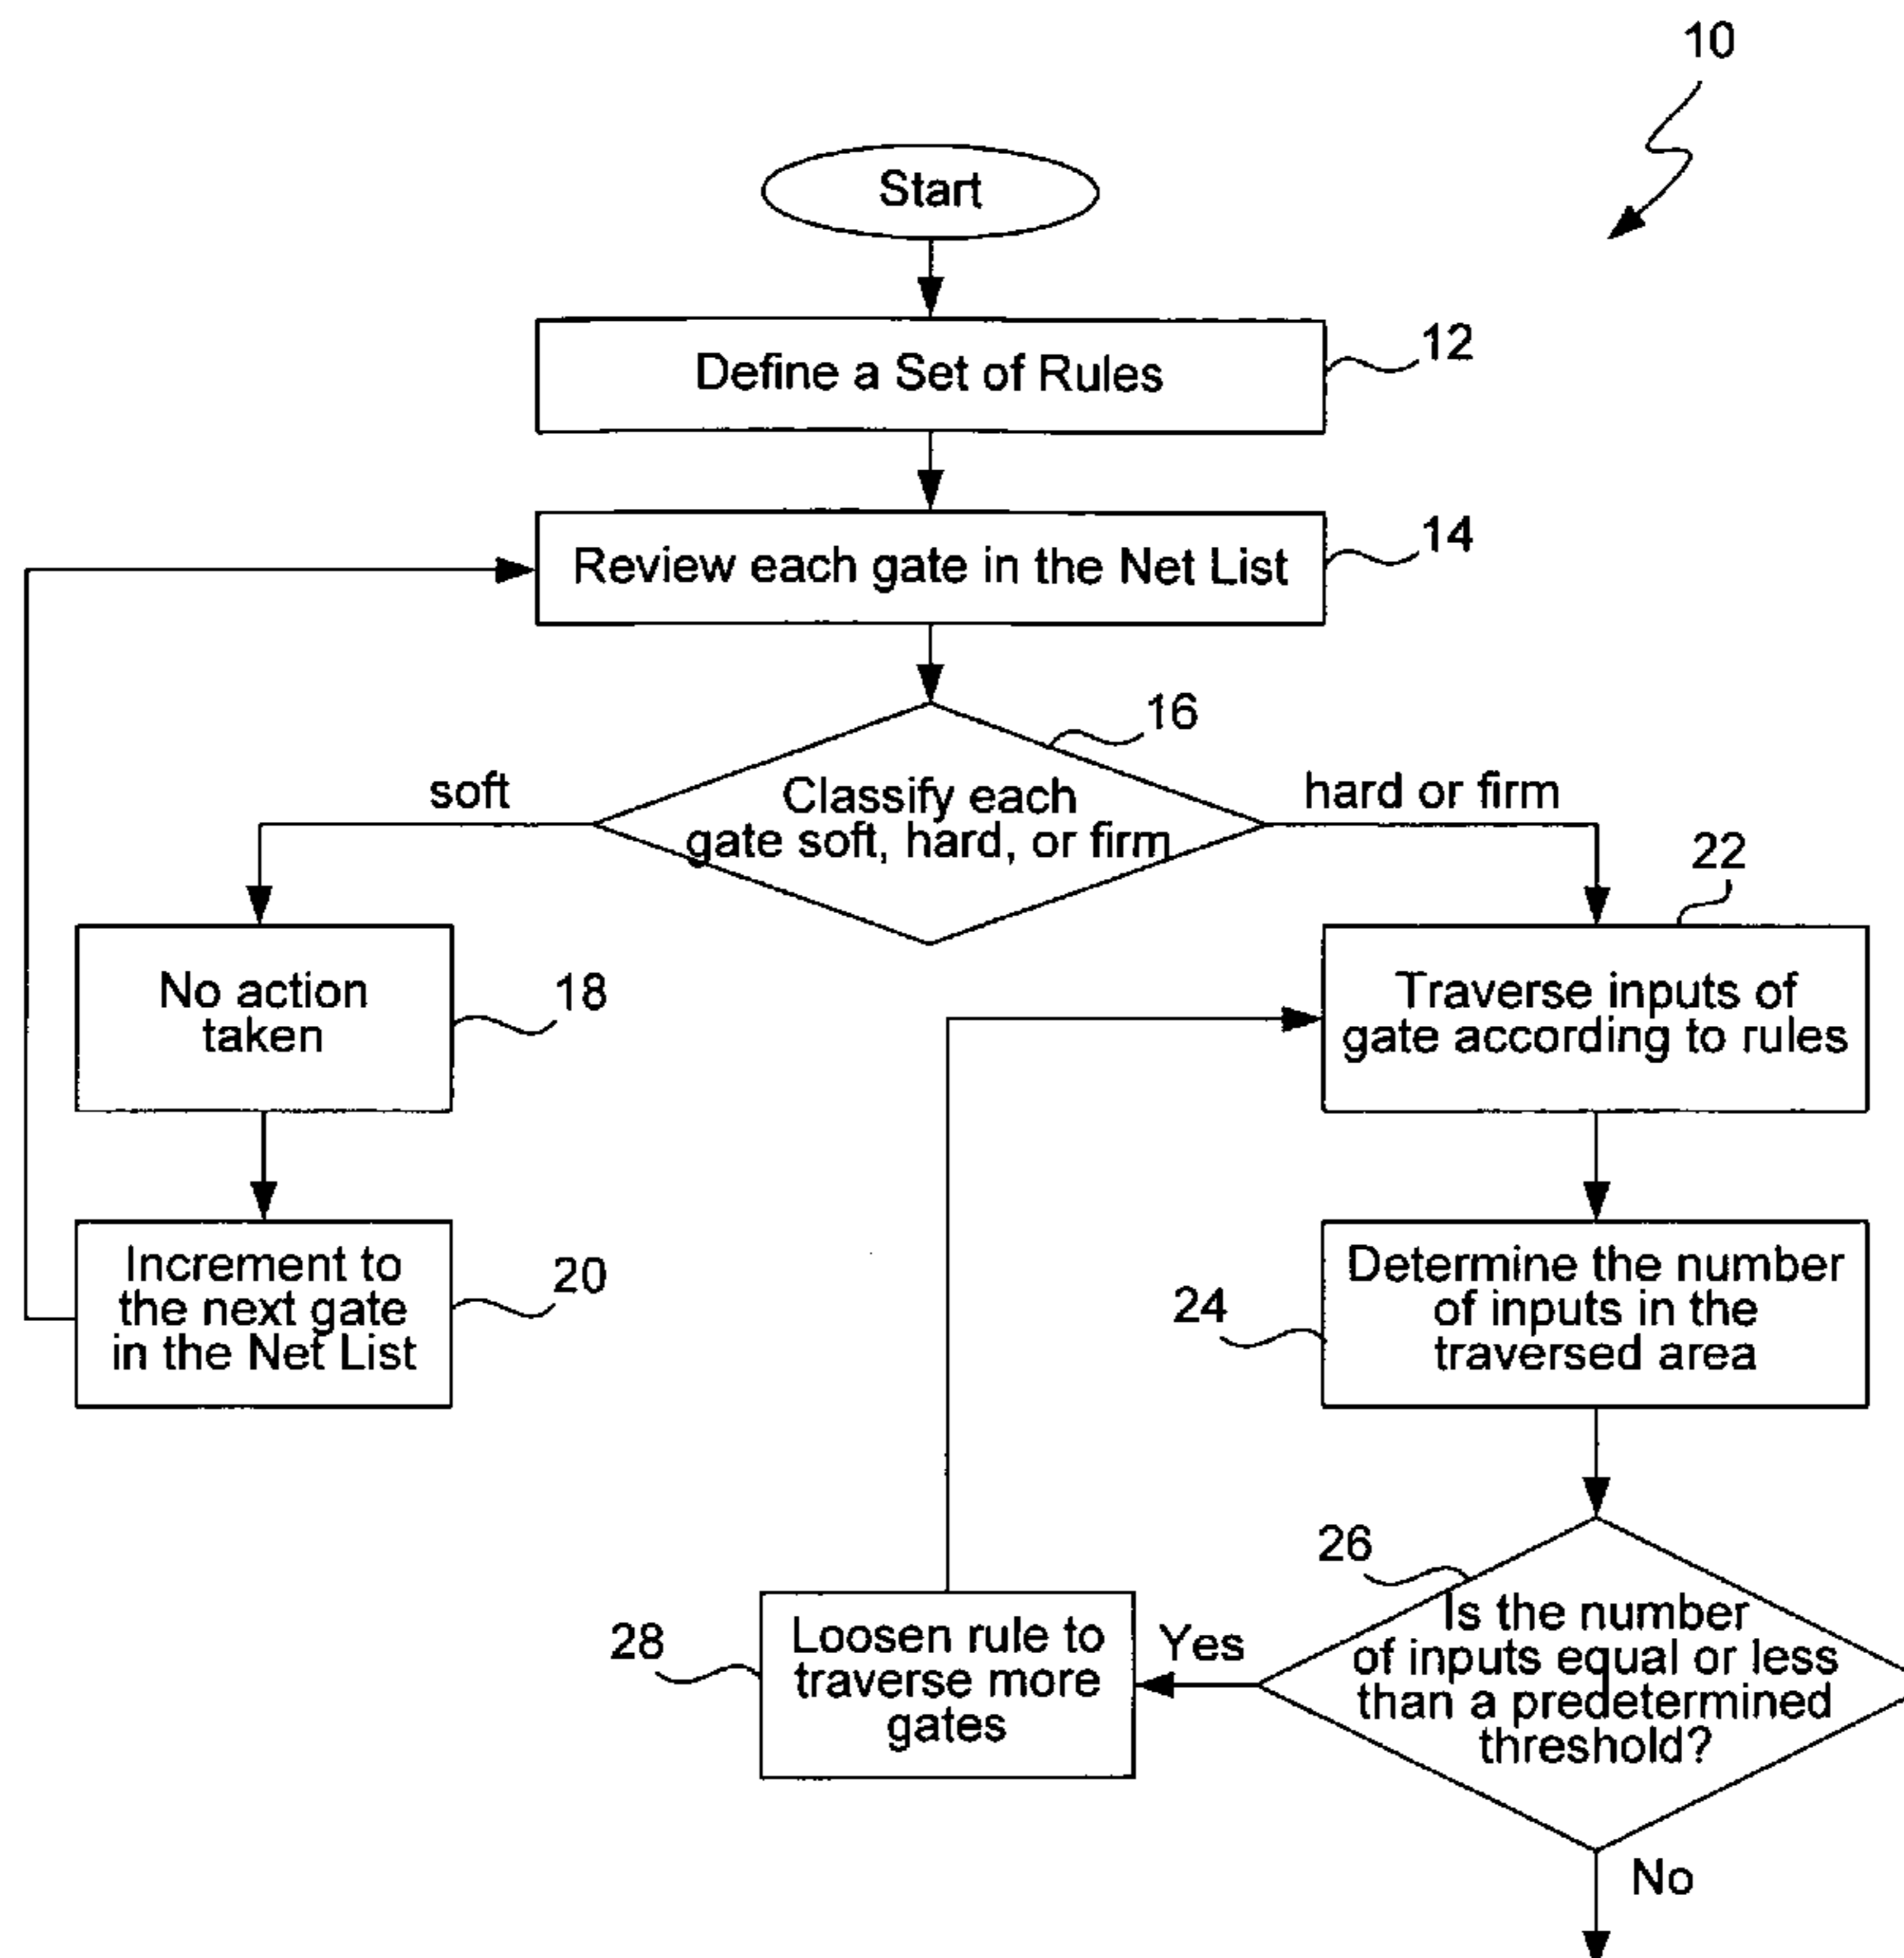 10
Start
Define a Set of Rules
12
Review each gate in the Net List
14
16
Classify each
gate soft, hard, or firm
soft
hard or firm
No action
taken
18
Increment to
the next gate
in the Net List
20
22
Traverse inputs of
gate according to rules
Determine the number
of inputs in the
traversed area
24
26
Is the number
of inputs equal or less
than a predetermined
threshold?
Yes
28
Loosen rule to
traverse more
gates
No